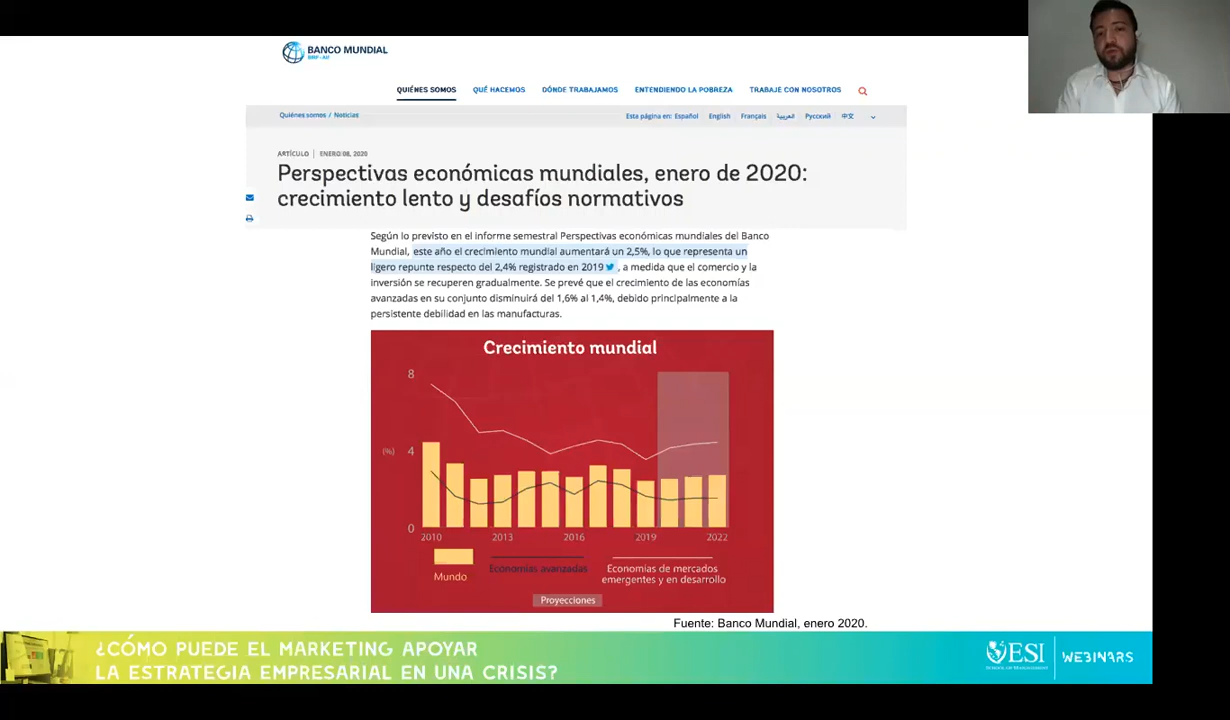 BANCO MUNDIAL
BIRF - AIF
QUIÉNES SOMOS QUÉ HACEMOS DÓNDE TRABAJAMOS ENTENDIENDO LA POBREZA TRABAJE CON NOSOTROS
Quiénes somos / Noticias Esta página en: Español English Français العربية Русский 中文
ARTÍCULO | ENERO 08, 2020
Perspectivas económicas mundiales, enero de 2020:
crecimiento lento y desafíos normativos
Según lo previsto en el informe semestral Perspectivas económicas mundiales del Banco
Mundial, este año el crecimiento mundial aumentará un 2,5%, lo que representa un
ligero repunte respecto del 2,4% registrado en 2019 , a medida que el comercio y la
inversión se recuperen gradualmente. Se prevé que el crecimiento de las economías
avanzadas en su conjunto disminuirá del 1,6% al 1,4%, debido principalmente a la
persistente debilidad en las manufacturas.
Crecimiento mundial
8
(%) 4
0
2010 2013 2016 2019 2022
Mundo
Economías avanzadas
Economías de mercados
emergentes y en desarrollo
Proyecciones
Fuente: Banco Mundial, enero 2020.
¿CÓMO PUEDE EL MARKETING APOYAR
LA ESTRATEGIA EMPRESARIAL EN UNA CRISIS?
ESI
SCHOOL OF MANAGEMENT
WEBINARS